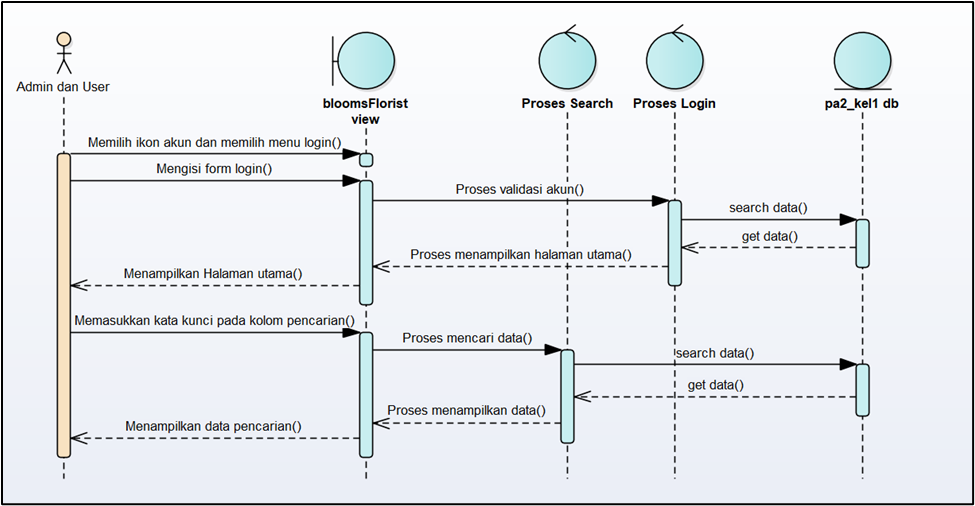 Admin dan User
bloomsFlorist
view
Proses Search
Proses Login
pa2_kel1 db
Memilih ikon akun dan memilih menu login()
Mengisi form login()
Proses validasi akun()
search data()
get data()
Proses menampilkan halaman utama()
Menampilkan Halaman utama()
Memasukkan kata kunci pada kolom pencarian()
Proses mencari data()
search data()
get data()
Proses menampilkan data()
Menampilkan data pencarian()